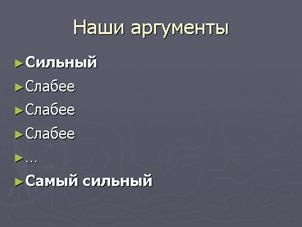 Наши аргументы
►Сильный
►Слабее
►Слабее
►Слабее
►...
►Самый сильный